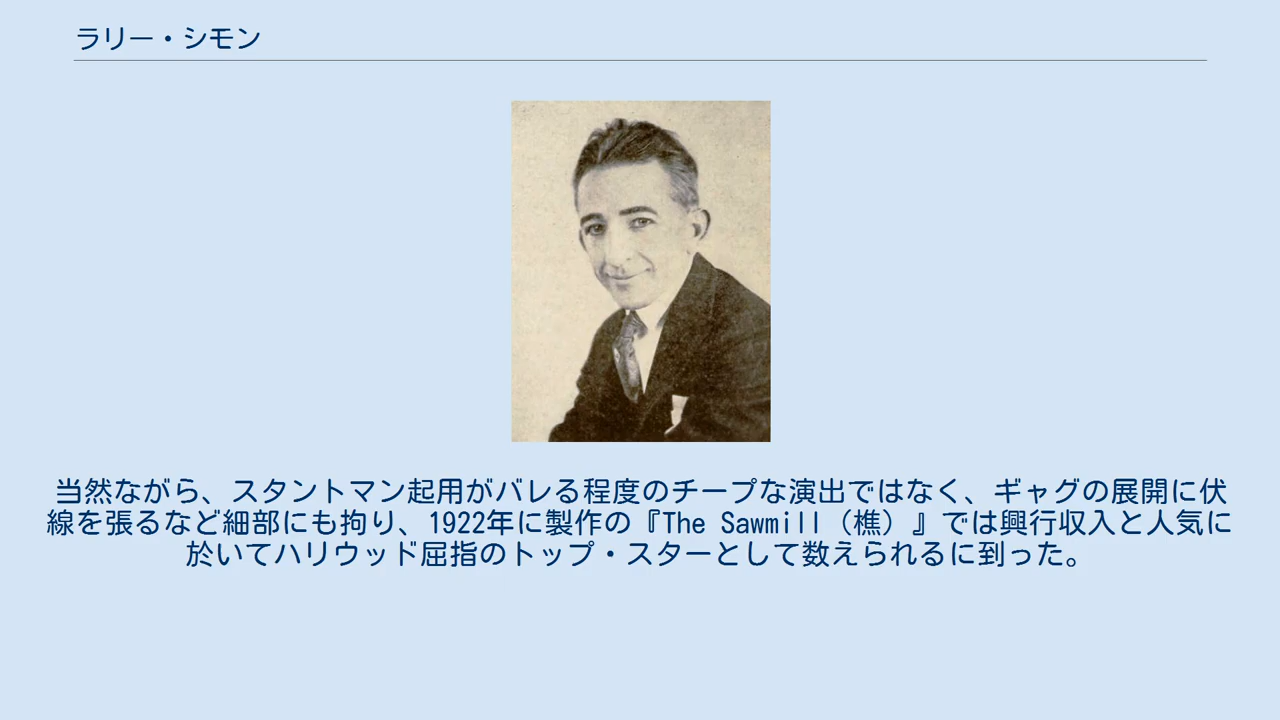 ラリー・シモン
当然ながら、スタントマン起用がバレる程度のチープな演出ではなく、ギャグの展開に伏
線を張るなど細部にも拘り、1922年に製作の『The Sawmill（樵）』では興行収入と人気に
於いてハリウッド屈指のトップ・スターとして数えられるに到った。